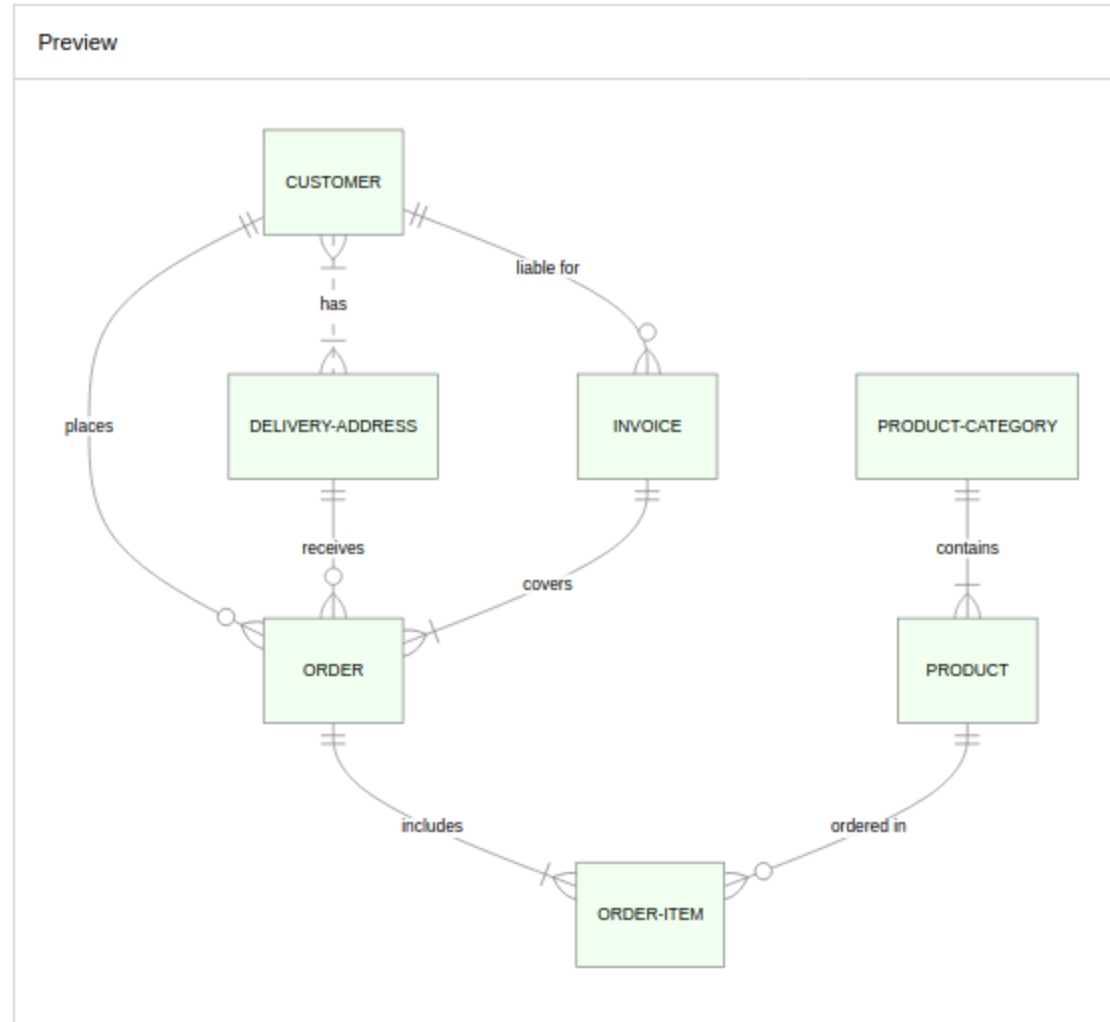 Preview
CUSTOMER
liable for
has
places
DELIVERY-ADDRESS
INVOICE
PRODUCT-CATEGORY
receives
contains
covers
ORDER
PRODUCT
includes
ordered in
ORDER-ITEM